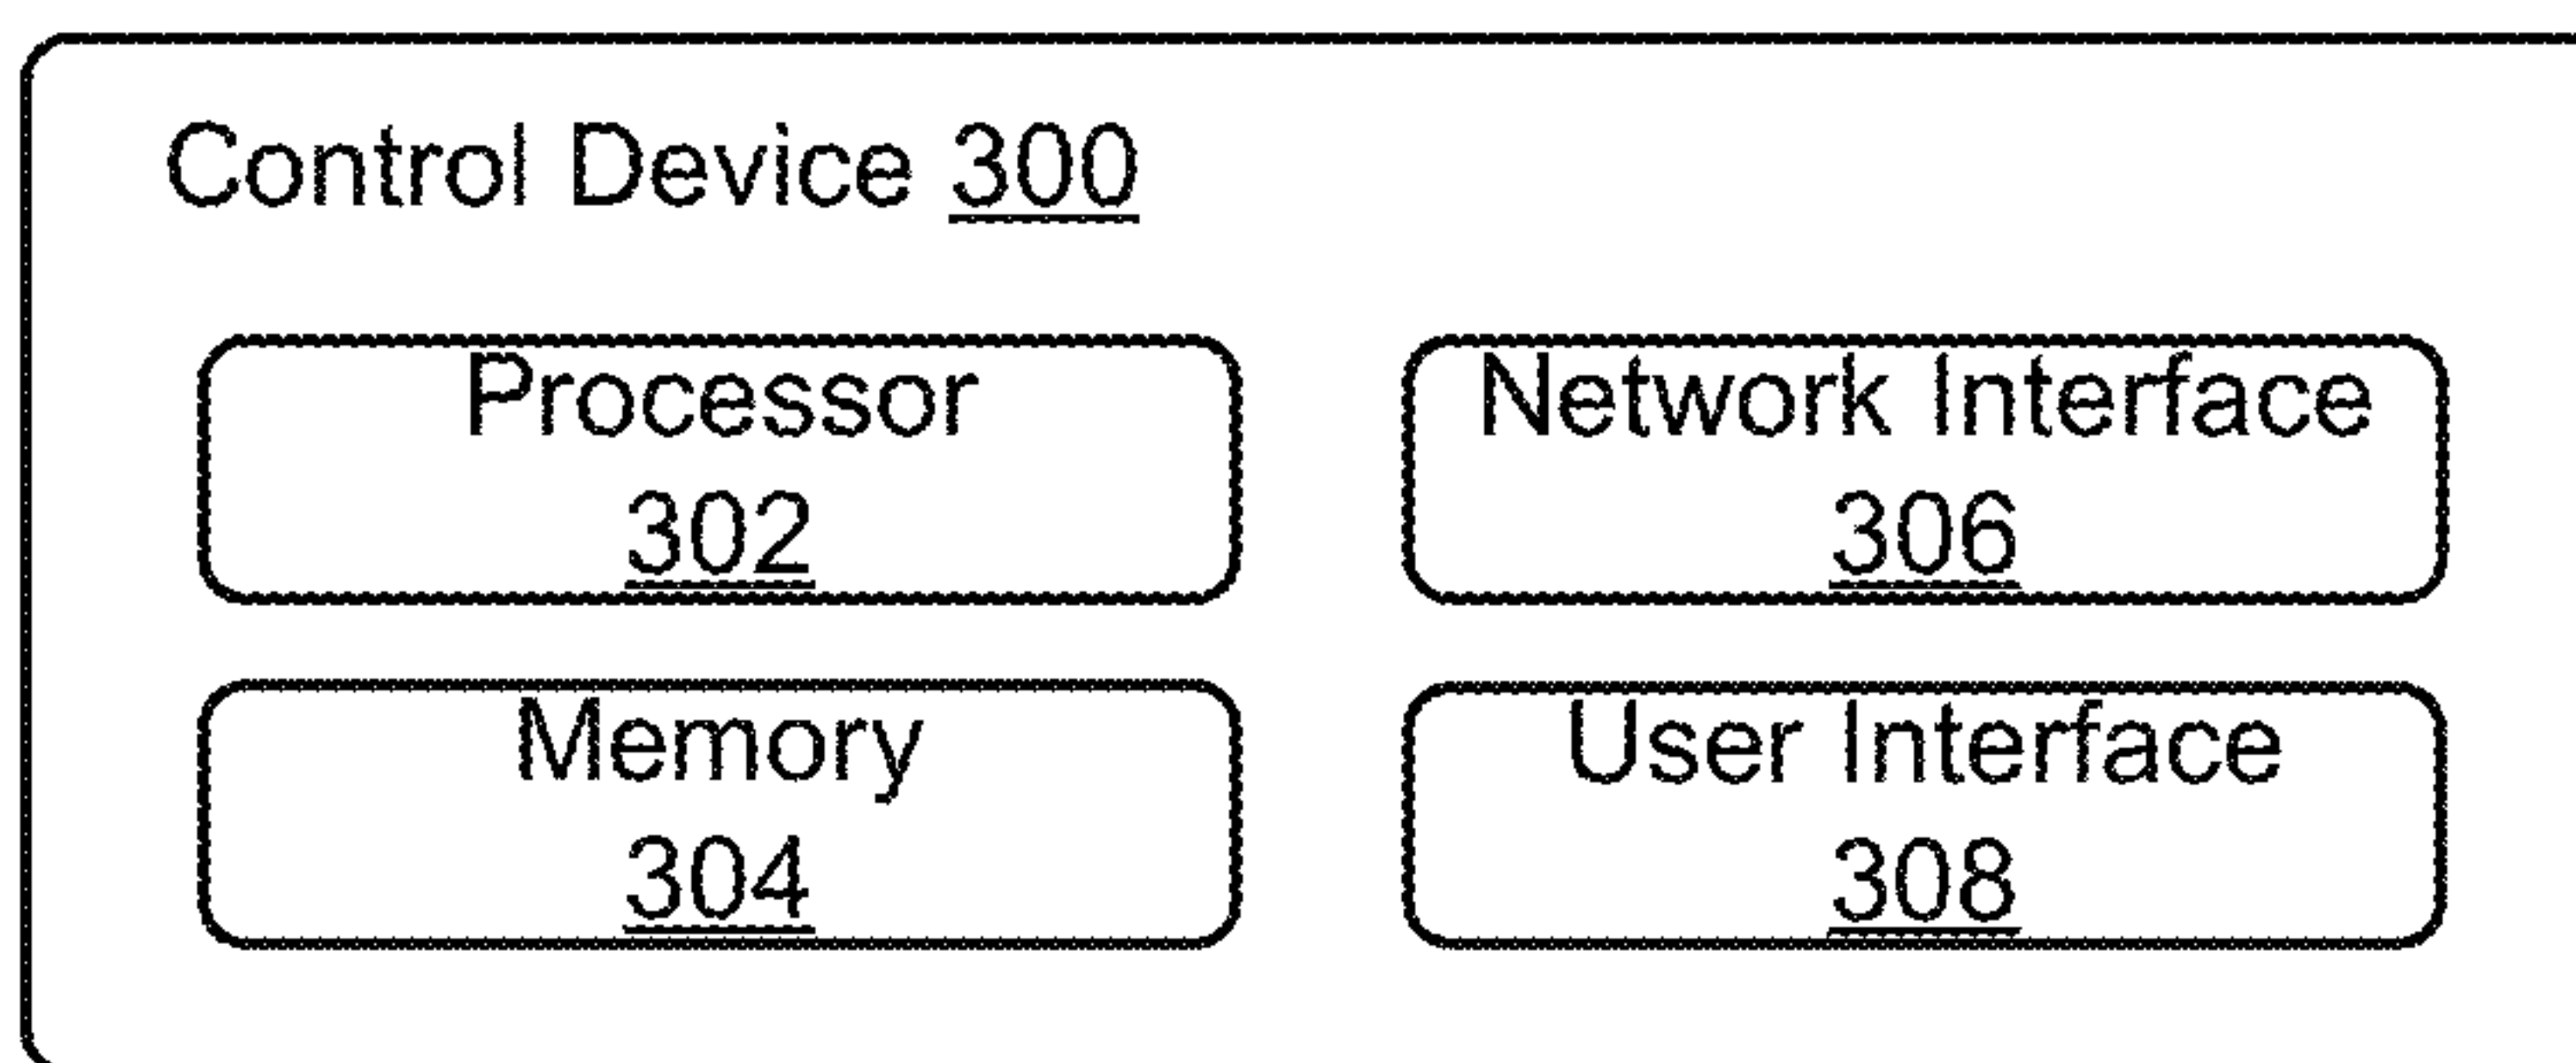 Control Device 300
Processor
302
Network Interface
306
Memory
304
User Interface
308